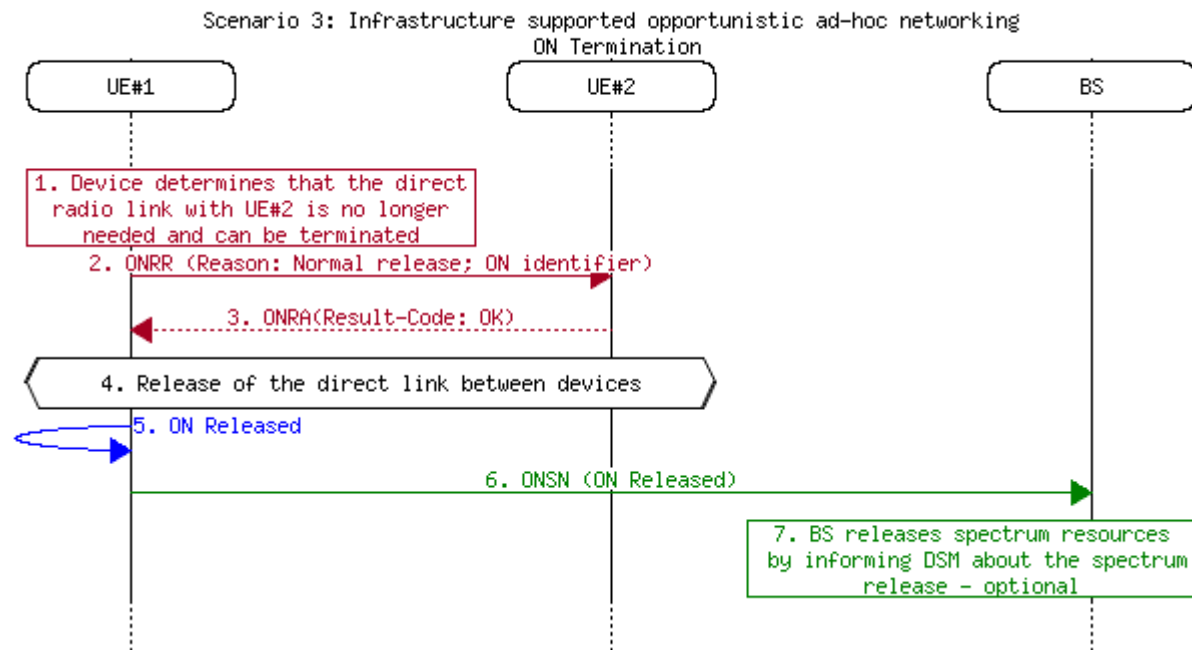 Scenario 3: Infrastructure supported opportunistic ad-hoc networking
ON Termination
UE#1
UE#2
BS
1. Device determines that the direct
radio link with UE#2 is no longer
needed and can be terminated
2. ONRR (Reason: Normal release; ON identifier)
3. ONRA(Result-Code: OK)
4. Release of the direct link between devices
5. ON Released
6. ONSN (ON Released)
7. BS releases spectrum resources
by informing DSM about the spectrum
release - optional